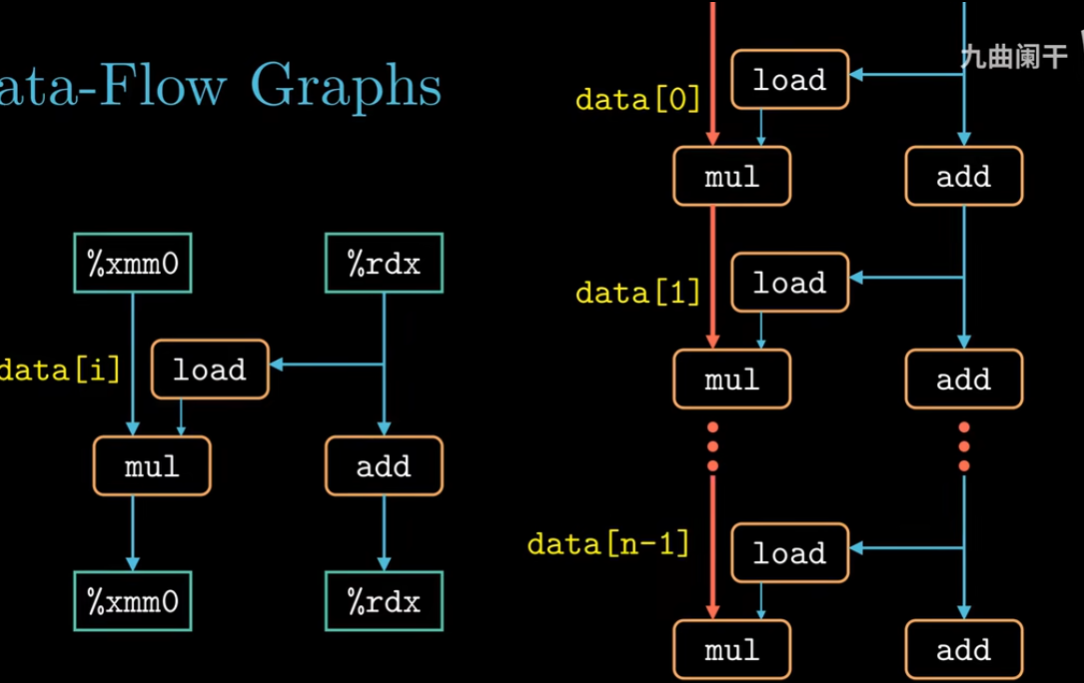 ata-Flow Graphs
%xmm0
%rdx
data[i]
load
mul
add
%xmm0
%rdx
九曲阑干
load
data[0]
mul
add
load
data[1]
mul
add
data[n-1]
load
mul
add